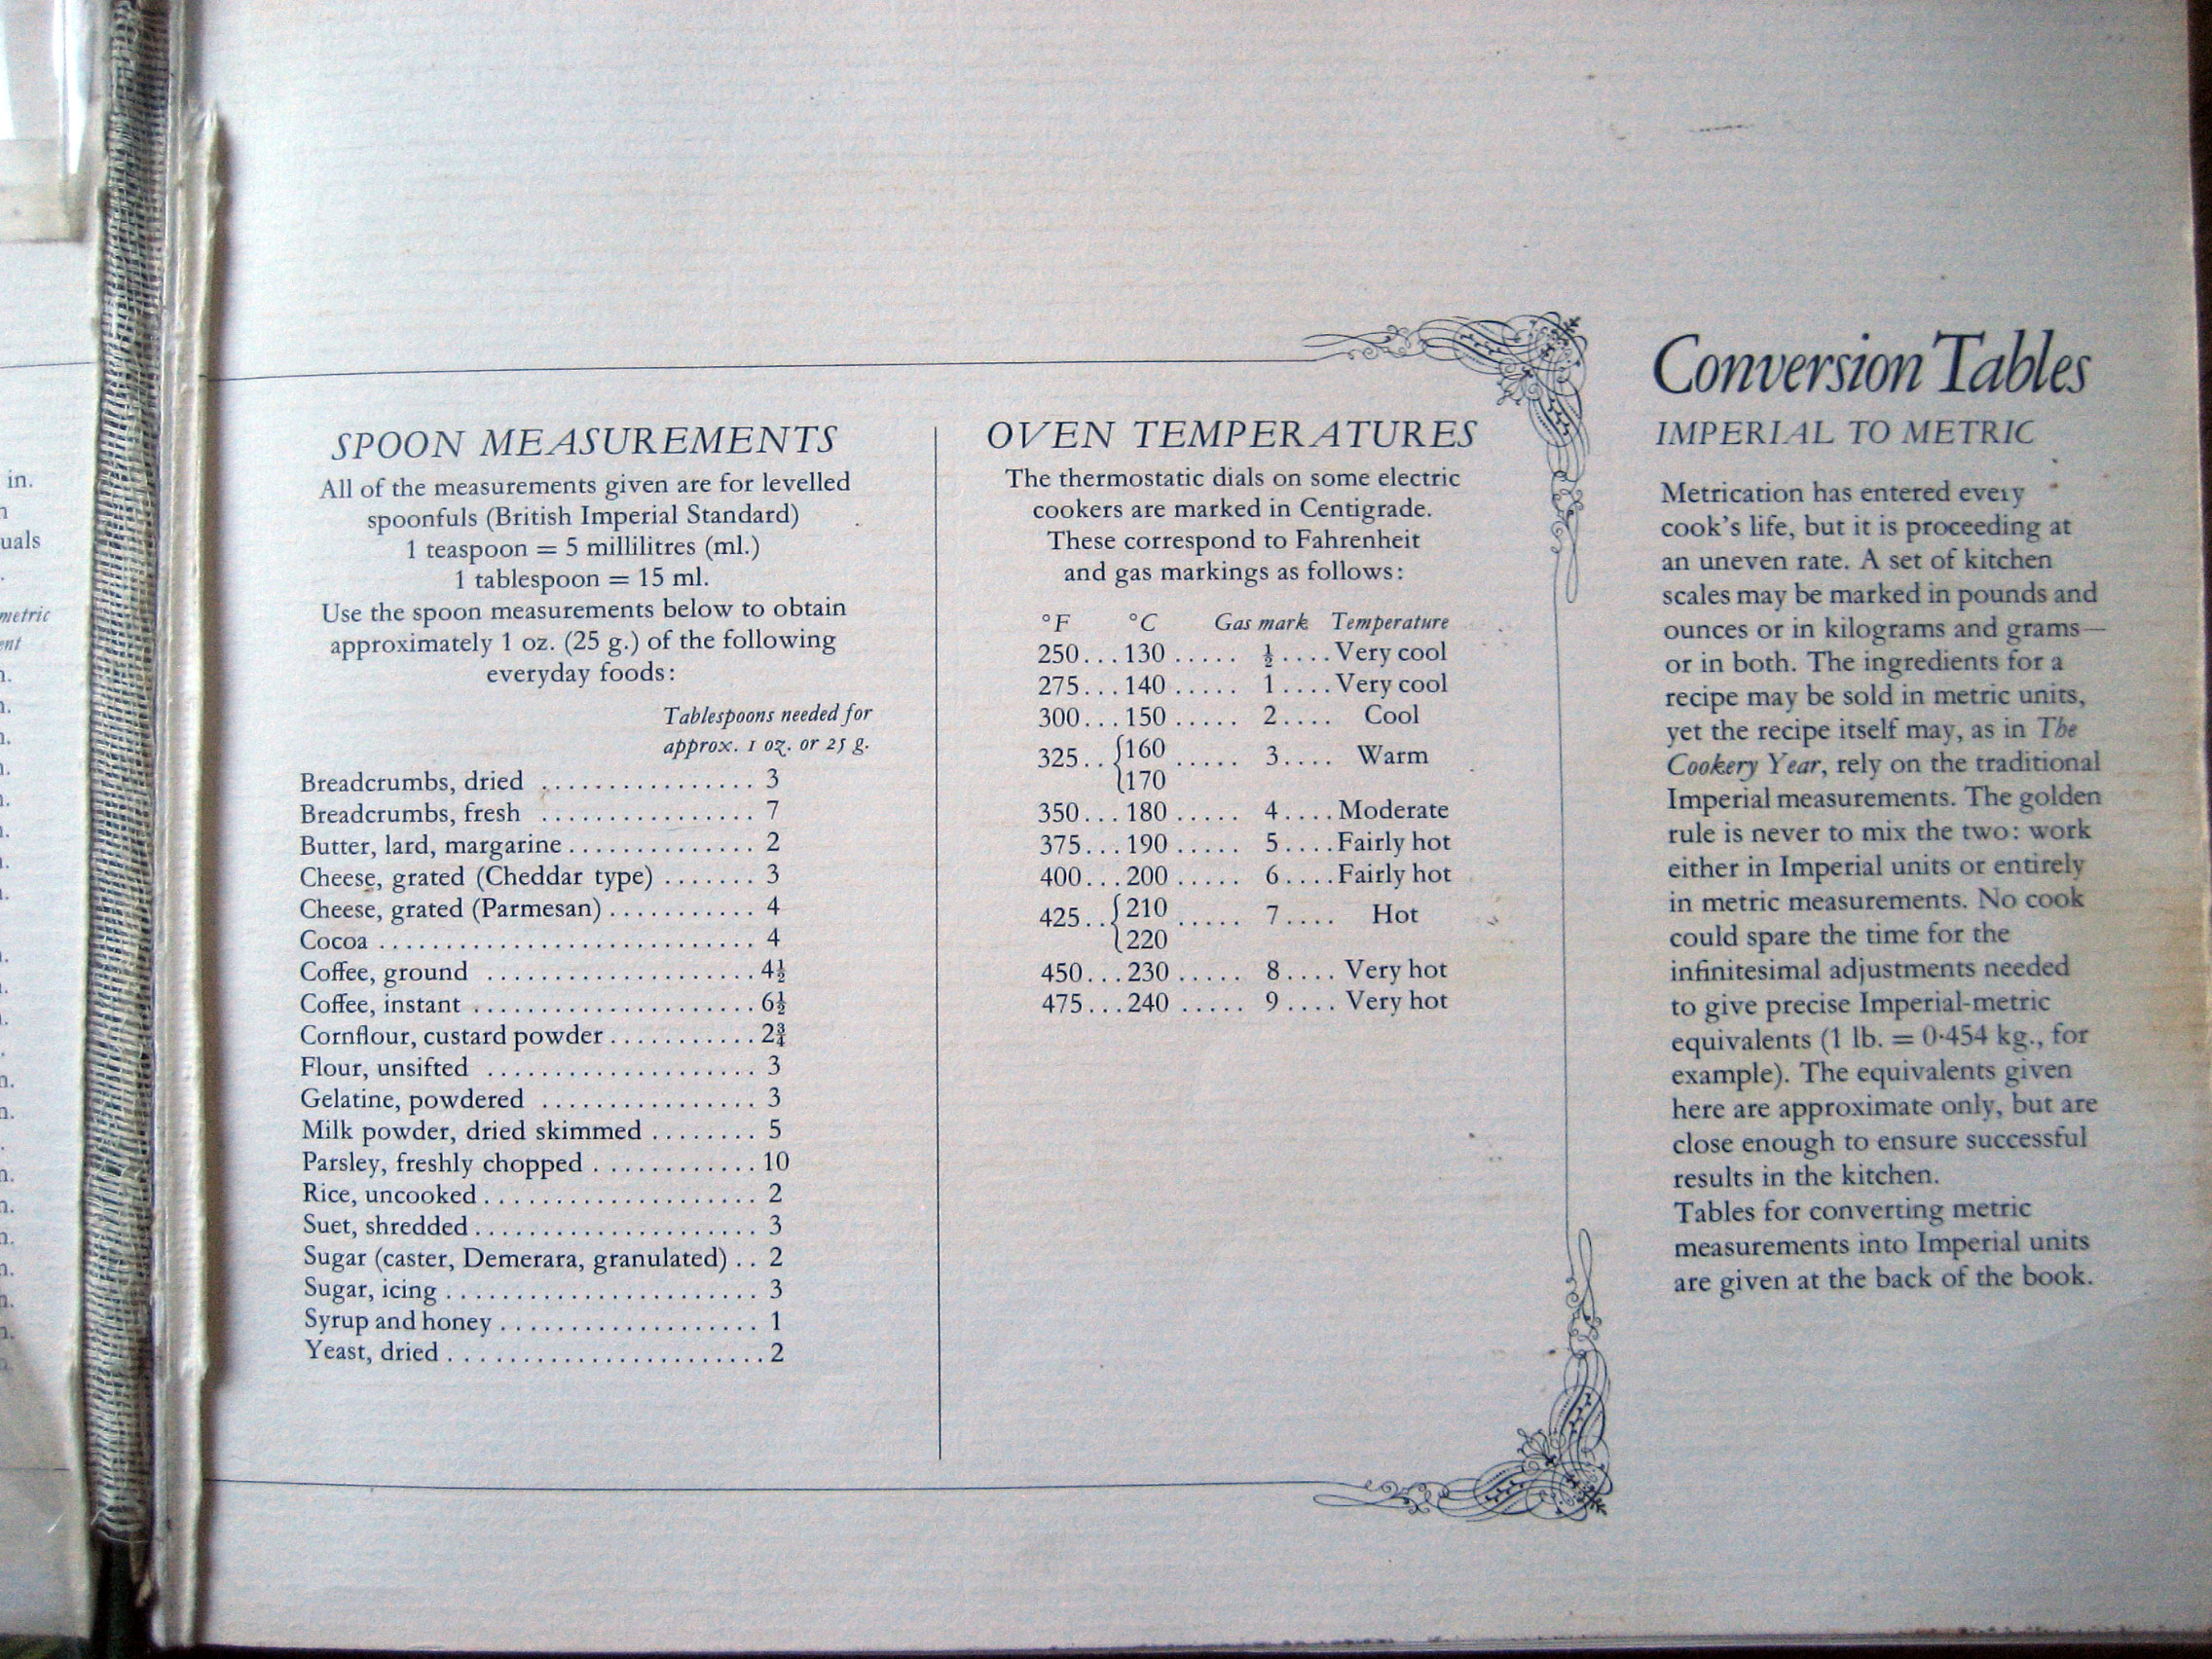 in.
uals
metric
SPOON MEASUREMENTS
All of the measurements given are for levelled
spoonfuls (British Imperial Standard)
1 teaspoon = 5 millilitres (ml.)
1 tablespoon = 15 ml.
Use the spoon measurements below to obtain
approximately 1 oz. (25 g.) of the following
everyday foods:
Tablespoons needed for
approx. 1 oz. or 25 g.
Breadcrumbs, dried ................ 3
Breadcrumbs, fresh ................ 7
Butter, lard, margarine .............. 2
Cheese, grated (Cheddar type) ....... 3
Cheese, grated (Parmesan) ........... 4
Cocoa .............................. 4
Coffee, ground ..................... 4½
Coffee, instant ...................... 6½
Cornflour, custard powder ........... 2¾
Flour, unsifted ..................... 3
Gelatine, powdered ................. 3
Milk powder, dried skimmed ........ 5
Parsley, freshly chopped ............ 10
Rice, uncooked ...................... 2
Suet, shredded ....................... 3
Sugar (caster, Demerara, granulated) .. 2
Sugar, icing ......................... 3
Syrup and honey ..................... 1
Yeast, dried .......................... 2
OVEN TEMPERATURES
The thermostatic dials on some electric
cookers are marked in Centigrade.
These correspond to Fahrenheit
and gas markings as follows:
°F °C Gas mark Temperature
250...130 ..... ½ ....Very cool
275...140 ..... 1 ....Very cool
300...150 ..... 2 .... Cool
325..{160 ..... 3 .... Warm
{170
350...180 ..... 4 ....Moderate
375...190 ..... 5 ....Fairly hot
400...200 ..... 6 ....Fairly hot
425..{210 ..... 7 .... Hot
{220
450...230 ..... 8 .... Very hot
475...240 ..... 9 .... Very hot
Conversion Tables
IMPERIAL TO METRIC
Metrication has entered every
cook's life, but it is proceeding at
an uneven rate. A set of kitchen
scales may be marked in pounds and
ounces or in kilograms and grams—
or in both. The ingredients for a
recipe may be sold in metric units,
yet the recipe itself may, as in The
Cookery Year, rely on the traditional
Imperial measurements. The golden
rule is never to mix the two: work
either in Imperial units or entirely
in metric measurements. No cook
could spare the time for the
infinitesimal adjustments needed
to give precise Imperial-metric
equivalents (1 lb. = 0·454 kg., for
example). The equivalents given
here are approximate only, but are
close enough to ensure successful
results in the kitchen.
Tables for converting metric
measurements into Imperial units
are given at the back of the book.